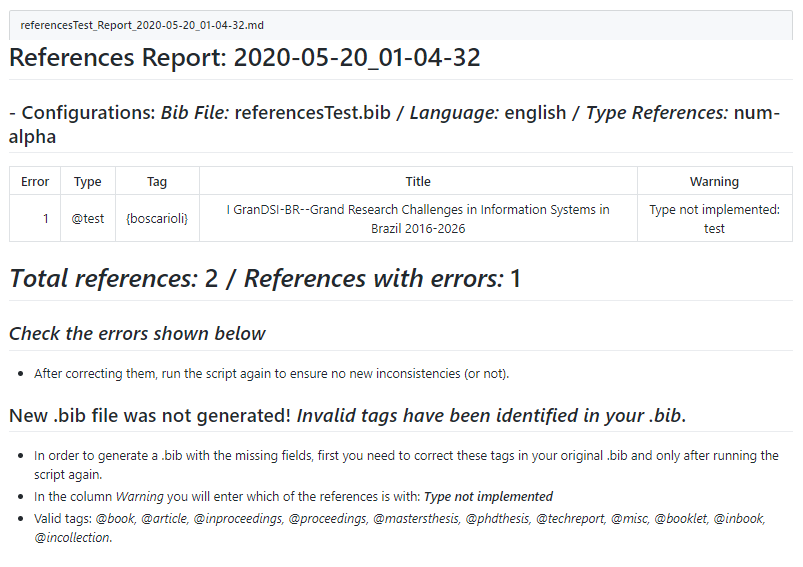 referencesTest_Report_2020-05-20_01-04-32.md
References Report: 2020-05-20_01-04-32
- Configurations: Bib File: referencesTest.bib / Language: english / Type References: num-
alpha
Error Type Tag Title Warning
1 @test {boscarioli} I GranDSI-BR--Grand Research Challenges in Information Systems in Type not implemented:
Brazil 2016-2026 test
Total references: 2 / References with errors: 1
Check the errors shown below
• After correcting them, run the script again to ensure no new inconsistencies (or not).
New .bib file was not generated! Invalid tags have been identified in your .bib.
• In order to generate a .bib with the missing fields, first you need to correct these tags in your original .bib and only after running the
script again.
• In the column Warning you will enter which of the references is with: Type not implemented
• Valid tags: @book, @article, @inproceedings, @proceedings, @mastersthesis, @phdthesis, @techreport, @misc, @booklet, @inbook,
@incollection.